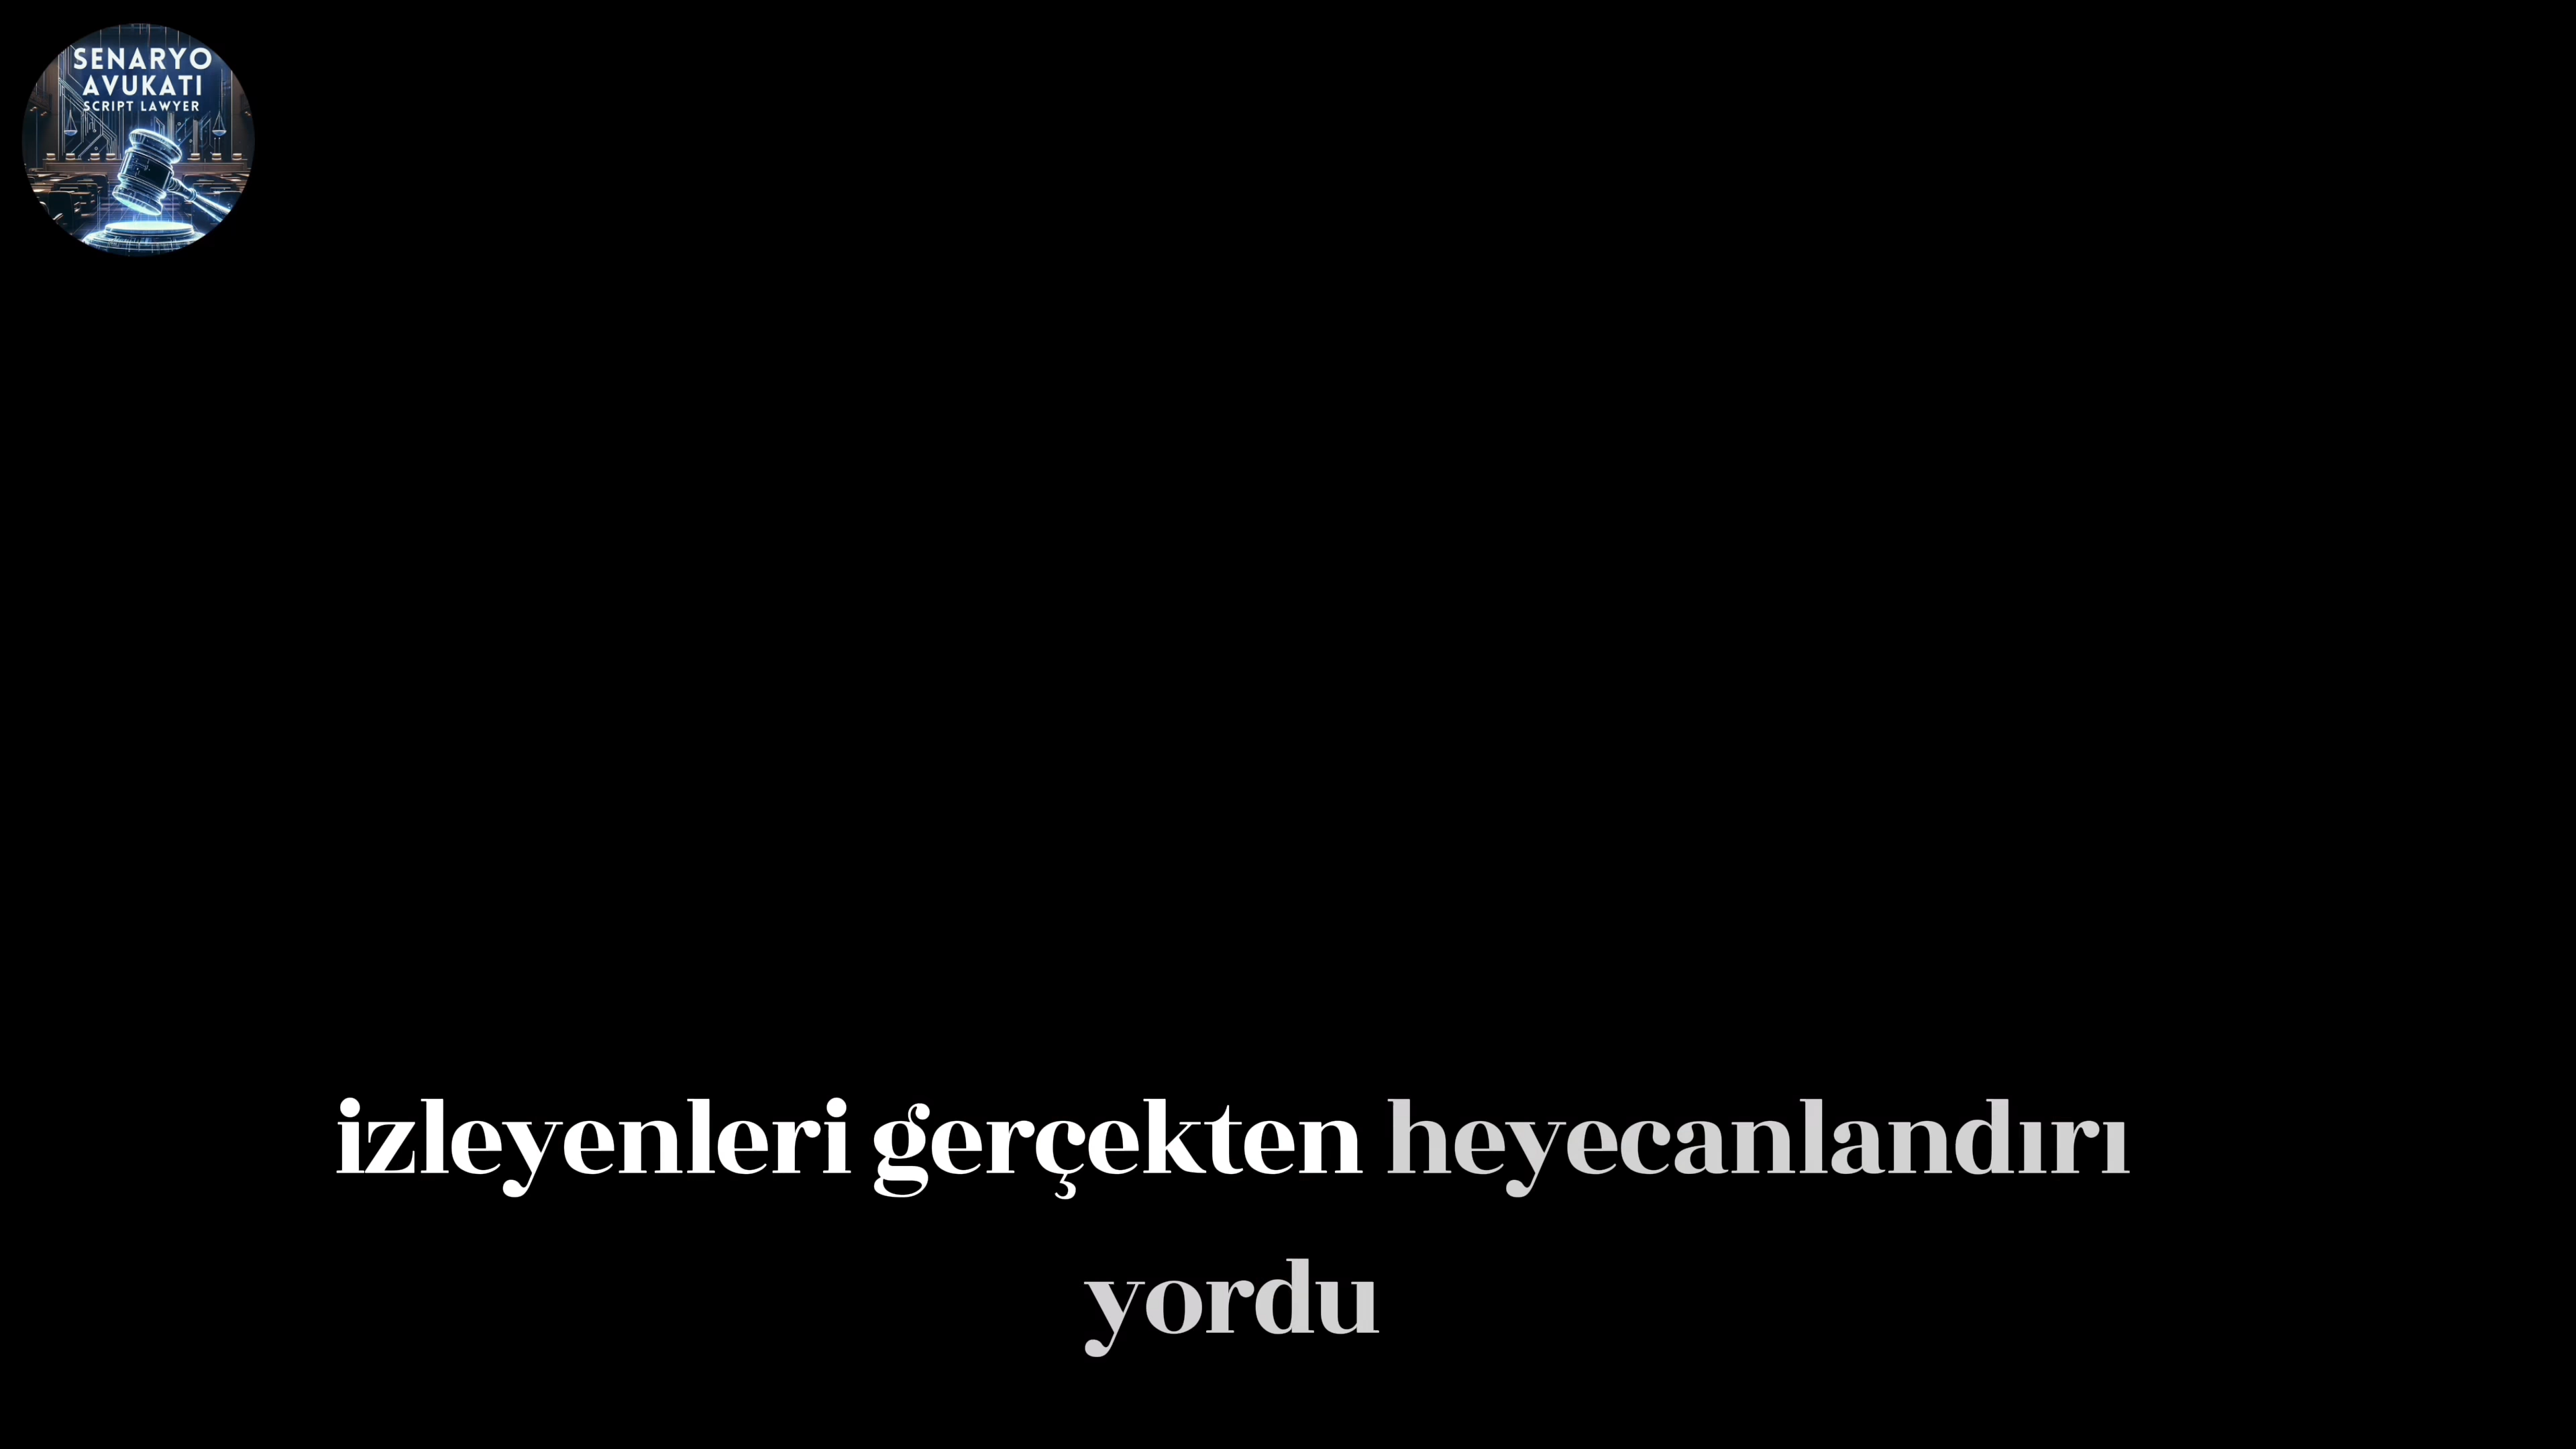 SENARYO
AVUKATI
SCRIPT LAWYER
izleyenleri gerçekten heyecanlandırı
yordu